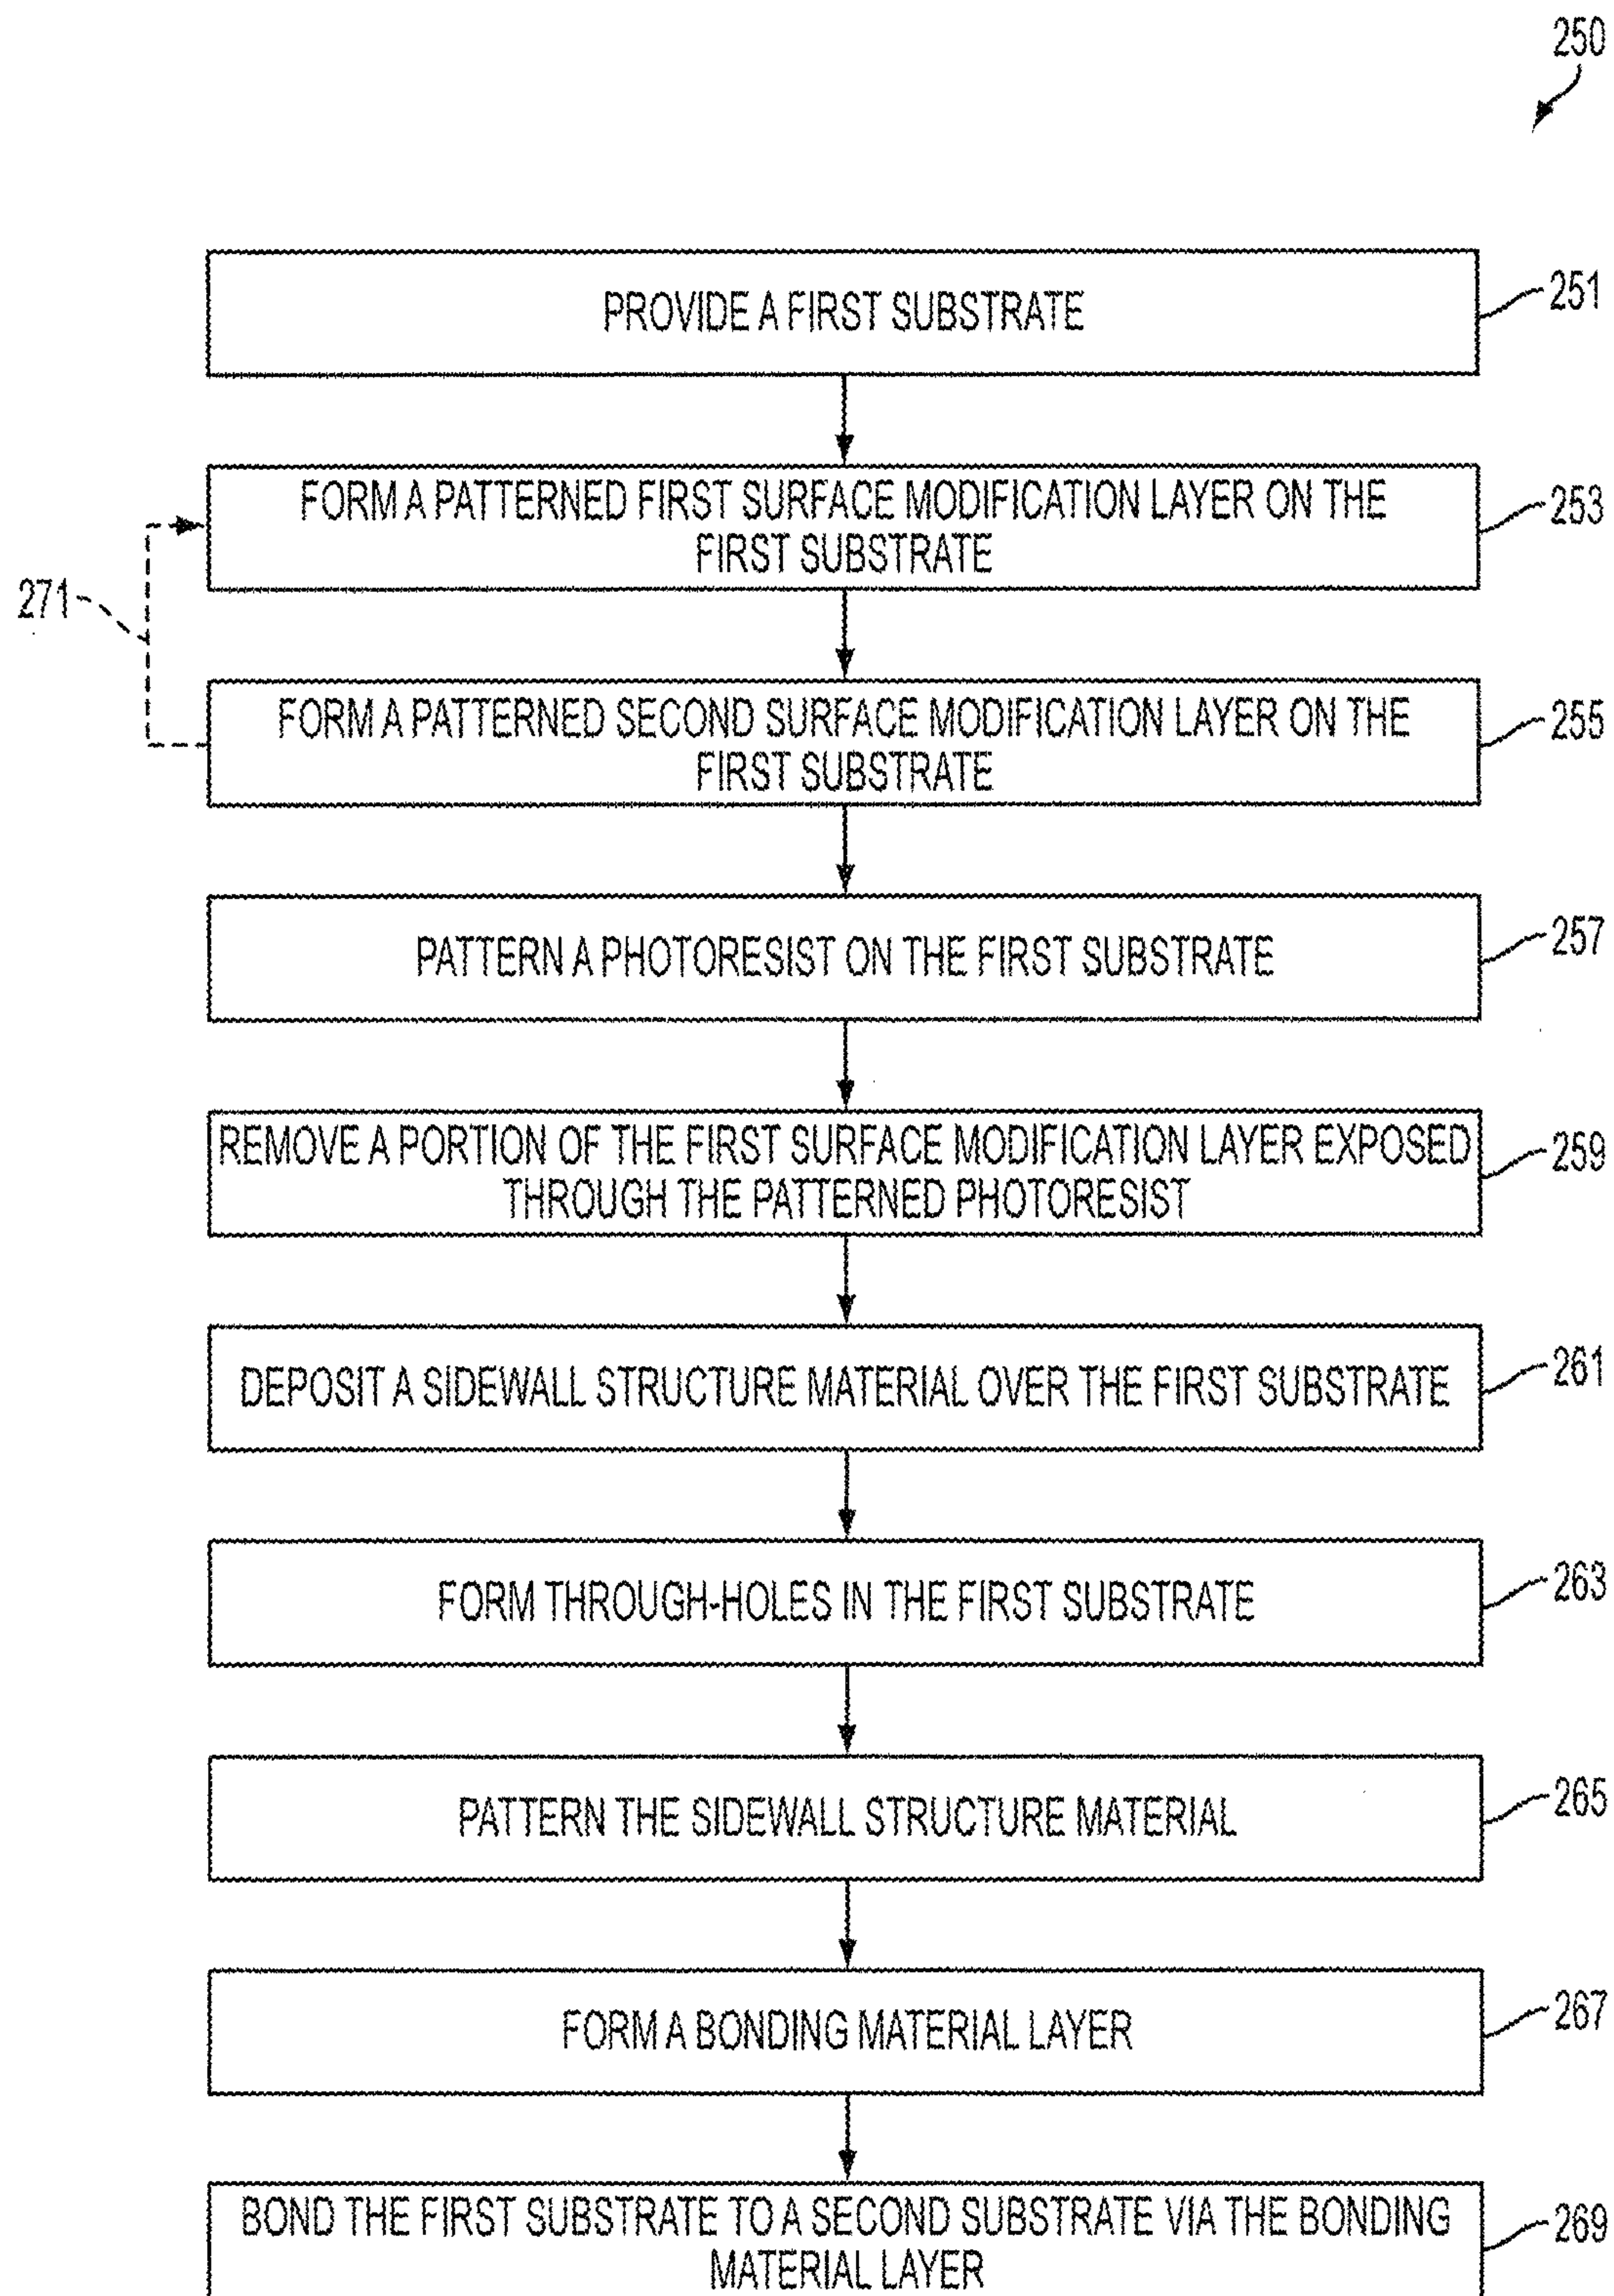 250
PROVIDE A FIRST SUBSTRATE
251
FORM A PATTERNED FIRST SURFACE MODIFICATION LAYER ON THE
FIRST SUBSTRATE
253
271
FORM A PATTERNED SECOND SURFACE MODIFICATION LAYER ON THE
FIRST SUBSTRATE
255
PATTERN A PHOTORESIST ON THE FIRST SUBSTRATE
257
REMOVE A PORTION OF THE FIRST SURFACE MODIFICATION LAYER EXPOSED
THROUGH THE PATTERNED PHOTORESIST
259
DEPOSIT A SIDEWALL STRUCTURE MATERIAL OVER THE FIRST SUBSTRATE
261
FORM THROUGH-HOLES IN THE FIRST SUBSTRATE
263
PATTERN THE SIDEWALL STRUCTURE MATERIAL
265
FORM A BONDING MATERIAL LAYER
267
BOND THE FIRST SUBSTRATE TO A SECOND SUBSTRATE VIA THE BONDING
MATERIAL LAYER
269